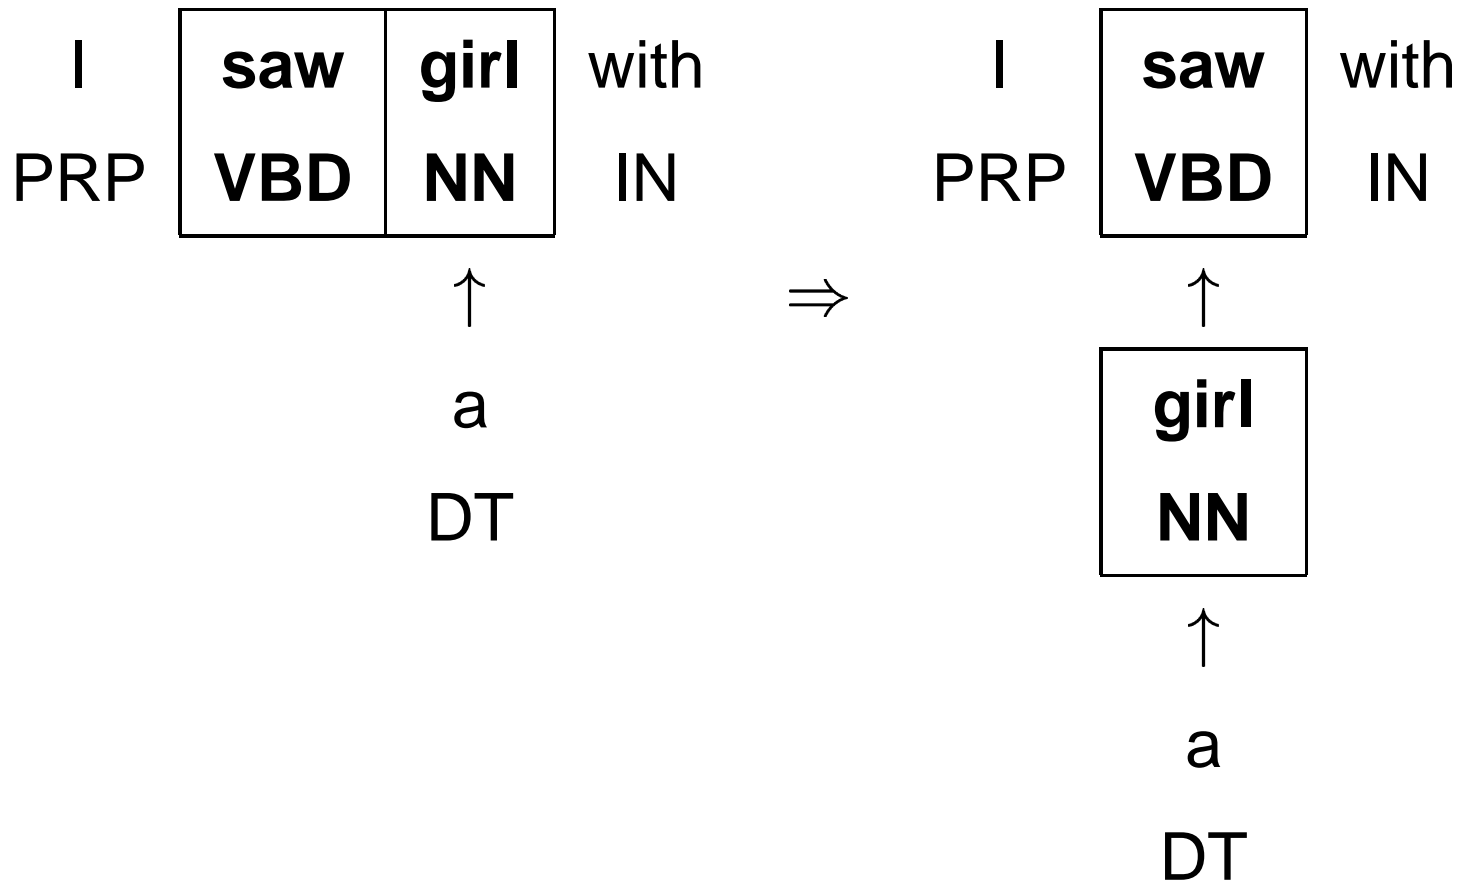 I saw girl with
PRP VBD NN IN
↑
a
DT
⇒
I saw with
PRP VBD IN
↑
girl
NN
↑
a
DT